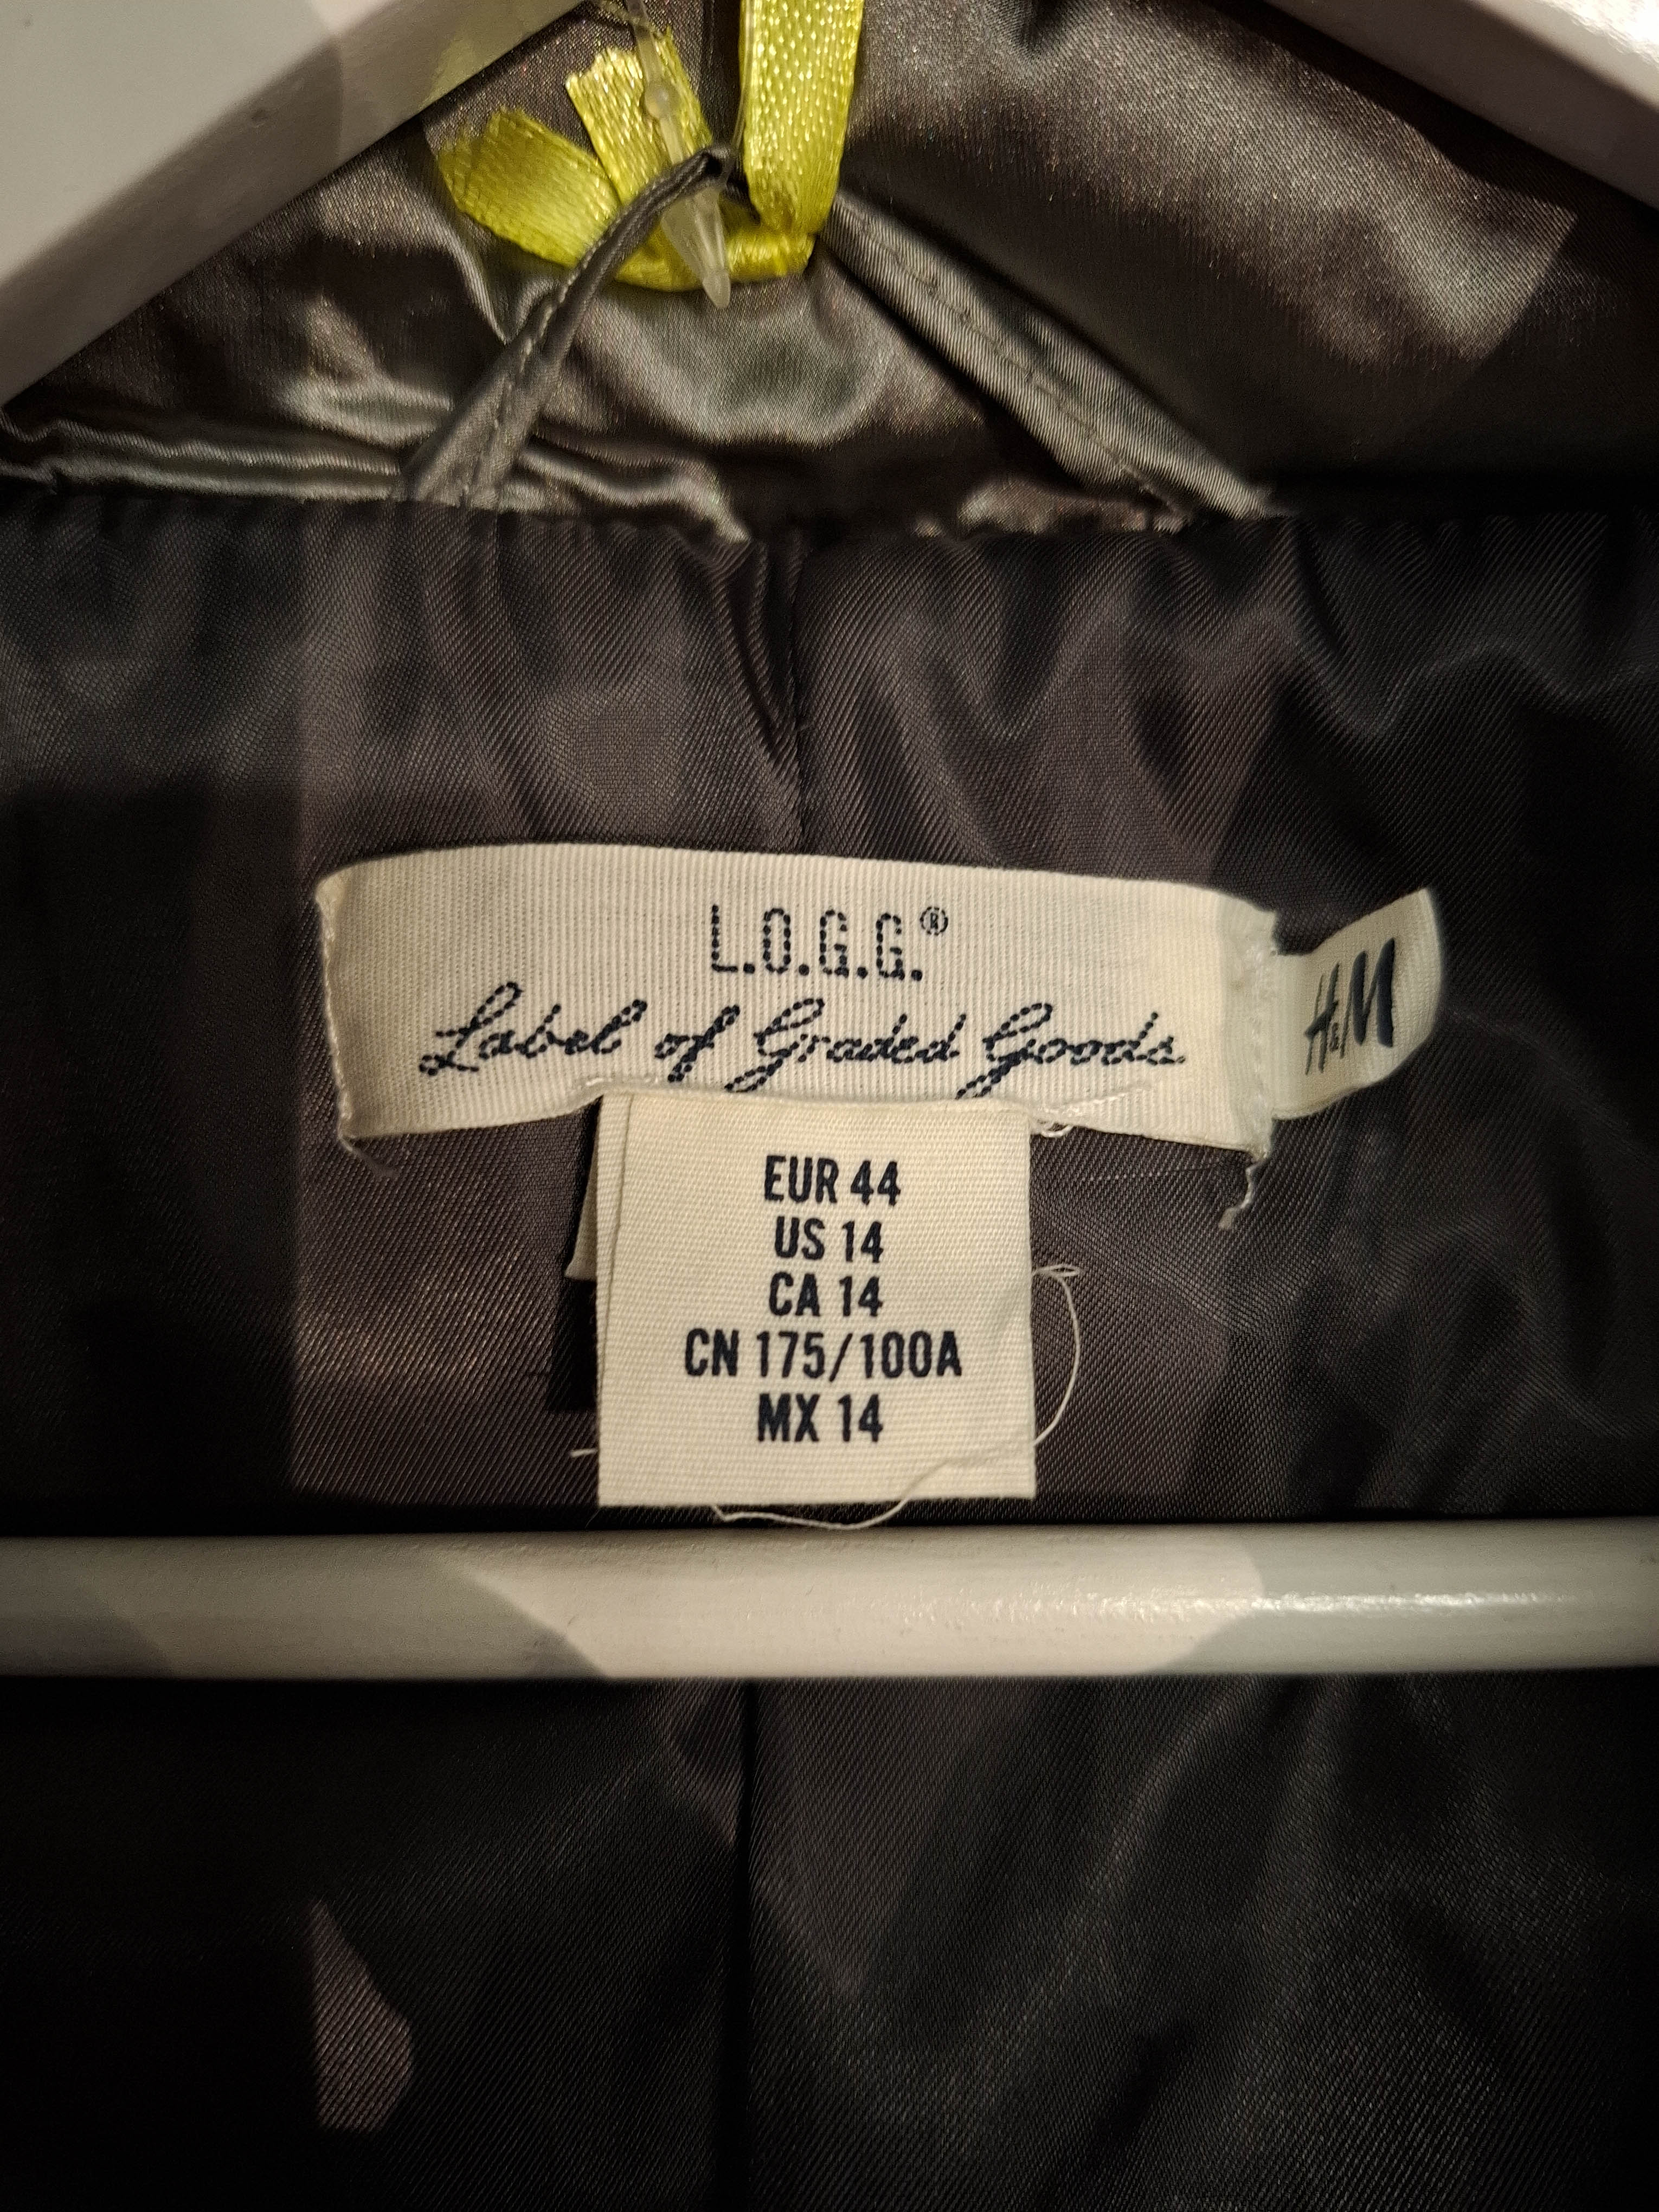 L.O.G.G.®
Label of Graded Goods
H&M
EUR 44
US 14
CA 14
CN 175/100A
MX 14